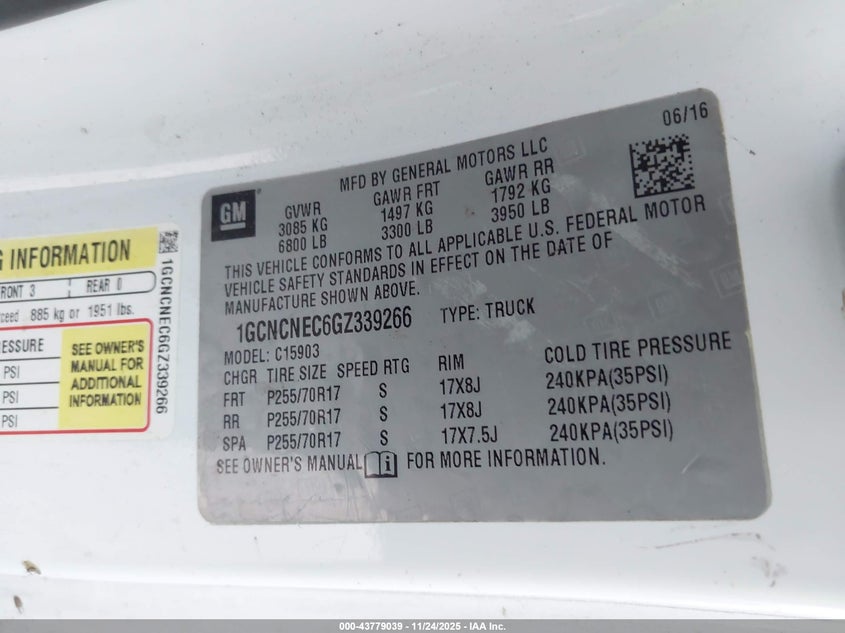 06/16
GM
MFD BY GENERAL MOTORS LLC
GVWR GAWR FRT GAWR RR
3085 KG 1497 KG 1792 KG
6800 LB 3300 LB 3950 LB
THIS VEHICLE CONFORMS TO ALL APPLICABLE U.S. FEDERAL MOTOR
VEHICLE SAFETY STANDARDS IN EFFECT ON THE DATE OF
MANUFACTURE SHOWN ABOVE.
1GCNCNEC6GZ339266 TYPE: TRUCK
MODEL: C15903
CHGR TIRE SIZE SPEED RTG RIM COLD TIRE PRESSURE
FRT P255/70R17 S 17X8J 240KPA(35PSI)
RR P255/70R17 S 17X8J 240KPA(35PSI)
SPA P255/70R17 S 17X7.5J 240KPA(35PSI)
SEE OWNER'S MANUAL i FOR MORE INFORMATION.
G INFORMATION
RONT 3 REAR 0
ceed 885 kg or 1951 lbs.
ESSURE
PSI
PSI
PSI
SEE OWNER'S
MANUAL FOR
ADDITIONAL
INFORMATION
1GCNCNEC6GZ339266
000-43779039 - 11/24/2025 - IAA Inc.